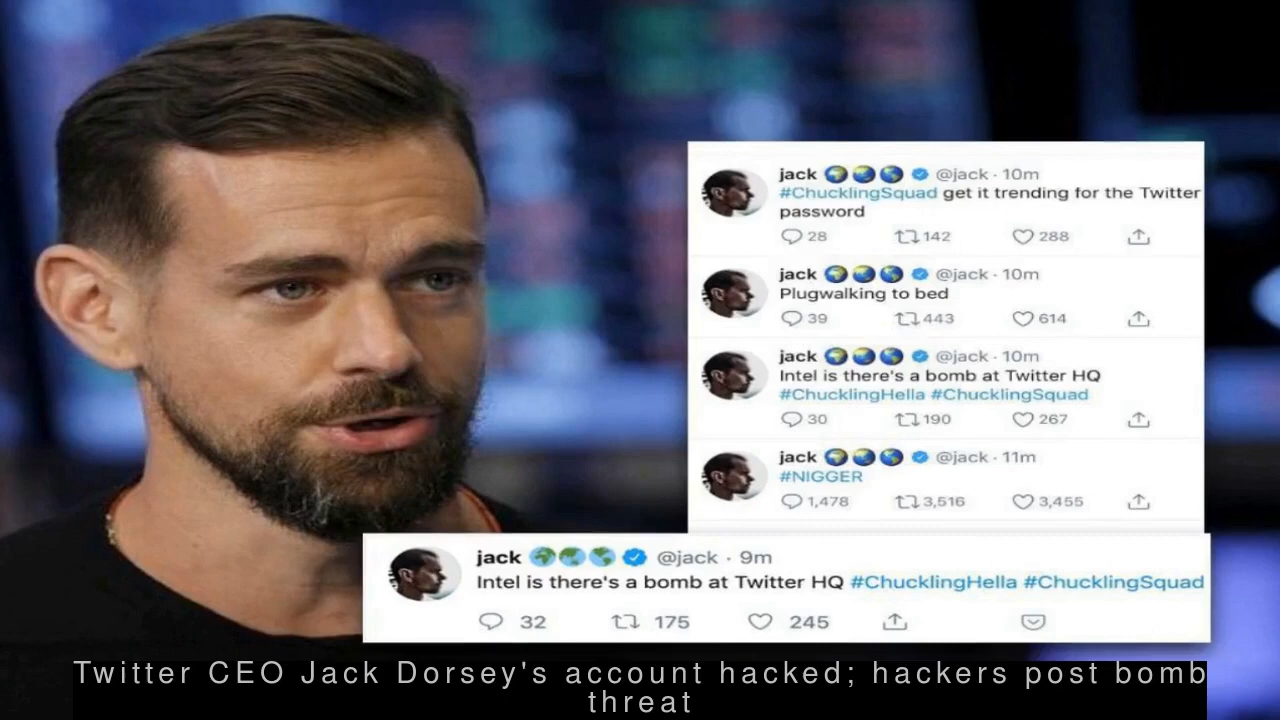 jack @jack · 10m
#ChucklingSquad get it trending for the Twitter
password
28 142 288
jack @jack · 10m
Plugwalking to bed
39 443 614
jack @jack · 10m
Intel is there's a bomb at Twitter HQ
#ChucklingHella #ChucklingSquad
30 190 267
jack @jack · 11m
#NIGGER
1,478 3,516 3,455
jack @jack · 9m
Intel is there's a bomb at Twitter HQ #ChucklingHella #ChucklingSquad
32 175 245
Twitter CEO Jack Dorsey's account hacked; hackers post bomb
threat